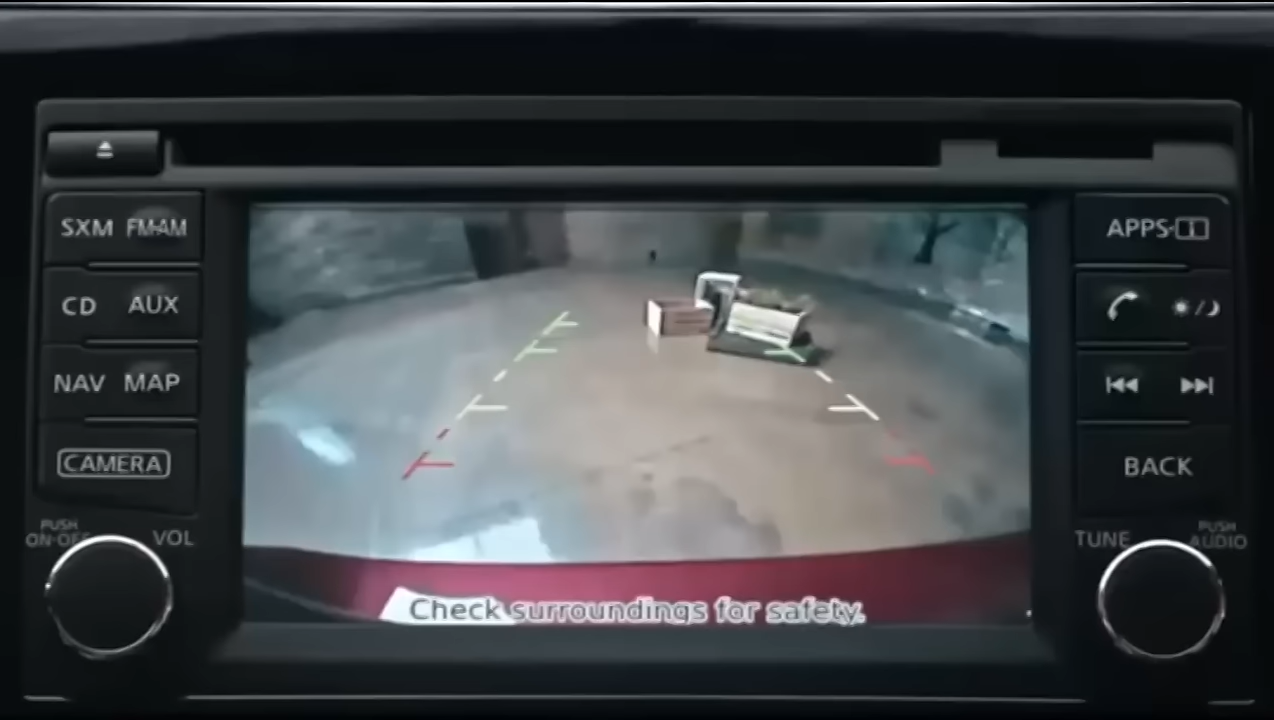 SXM FM·AM
CD AUX
NAV MAP
CAMERA
PUSH
ON·OFF VOL
APPS·i
BACK
TUNE PUSH
AUDIO
Check surroundings for safety.